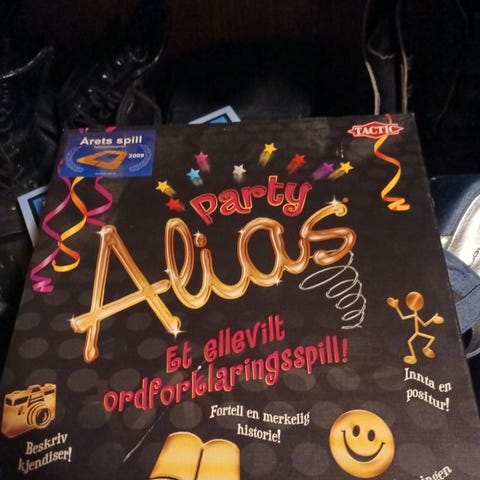 Årets spill
2009
TACTIC
Party
Alias
Et ellevilt
ordforklaringsspill!
Innta en
positur!
Fortell en merkelig
historie!
Beskriv
kjendiser!